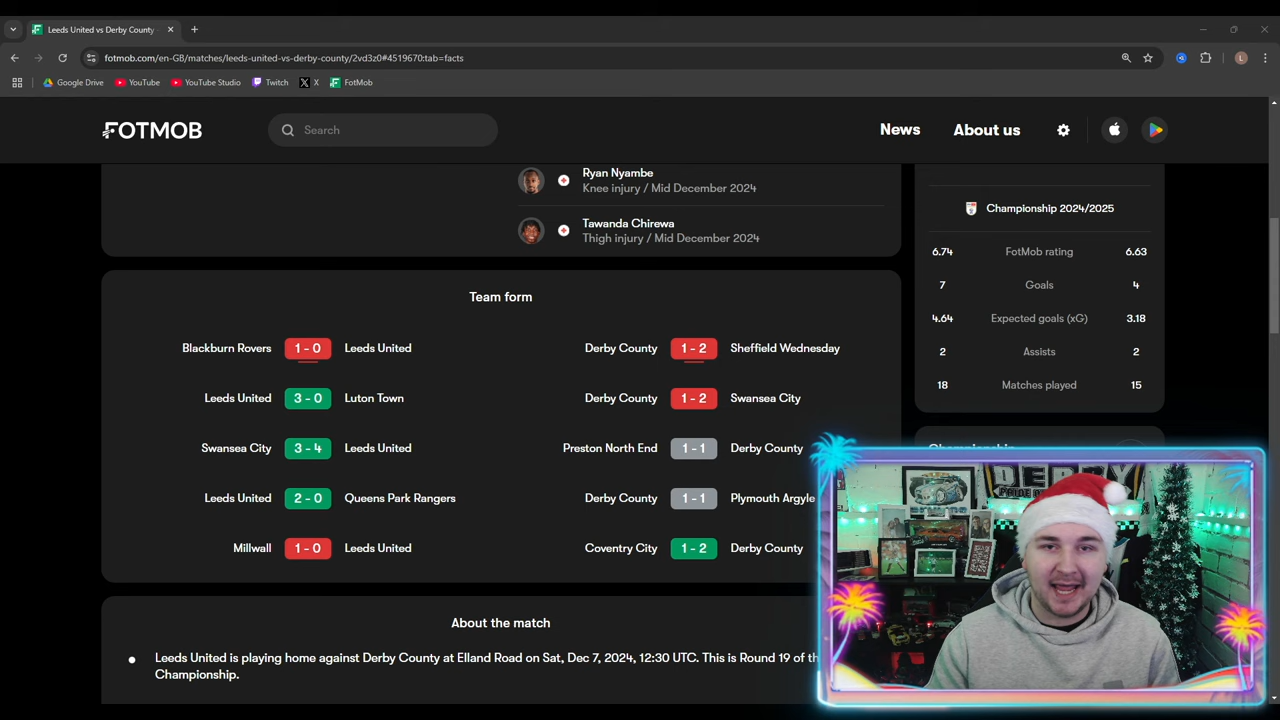 Leeds United vs Derby County
fotmob.com/en-GB/matches/leeds-united-vs-derby-county/2vd3z0#4519670:tab=facts
L
Google Drive YouTube YouTube Studio Twitch X FotMob
FOTMOB Search News About us
Ryan Nyambe
Knee injury / Mid December 2024
Tawanda Chirewa
Thigh injury / Mid December 2024
Team form
Blackburn Rovers 1 - 0 Leeds United
Leeds United 3 - 0 Luton Town
Swansea City 3 - 4 Leeds United
Leeds United 2 - 0 Queens Park Rangers
Millwall 1 - 0 Leeds United
Derby County 1 - 2 Sheffield Wednesday
Derby County 1 - 2 Swansea City
Preston North End 1 - 1 Derby County
Derby County 1 - 1 Plymouth Argyle
Coventry City 1 - 2 Derby County
About the match
Leeds United is playing home against Derby County at Elland Road on Sat, Dec 7, 2024, 12:30 UTC. This is Round 19 of the
Championship.
Championship 2024/2025
6.74 FotMob rating 6.63
7 Goals 4
4.64 Expected goals (xG) 3.18
2 Assists 2
18 Matches played 15
DERBY